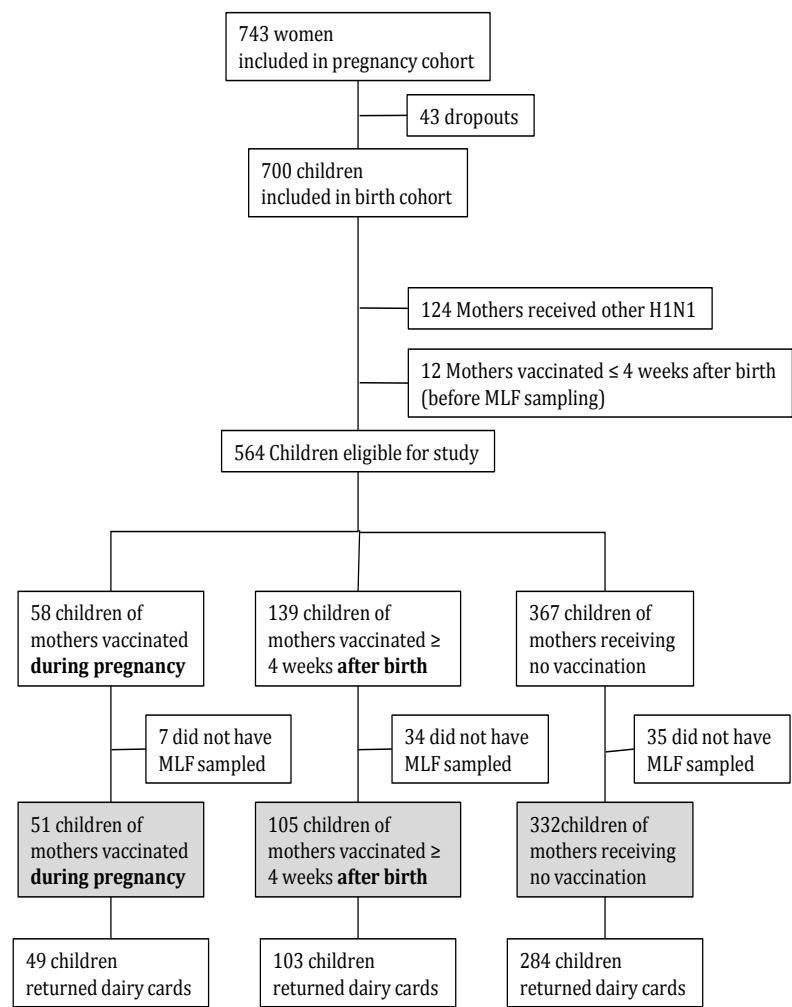 743 women
included in pregnancy cohort
43 dropouts
700 children
included in birth cohort
124 Mothers received other H1N1
12 Mothers vaccinated ≤ 4 weeks after birth
(before MLF sampling)
564 Children eligible for study
58 children of
mothers vaccinated
during pregnancy
139 children of
mothers vaccinated ≥
4 weeks after birth
367 children of
mothers receiving
no vaccination
7 did not have
MLF sampled
34 did not have
MLF sampled
35 did not have
MLF sampled
51 children of
mothers vaccinated
during pregnancy
105 children of
mothers vaccinated ≥
4 weeks after birth
332children of
mothers receiving
no vaccination
49 children
returned dairy cards
103 children
returned dairy cards
284 children
returned dairy cards